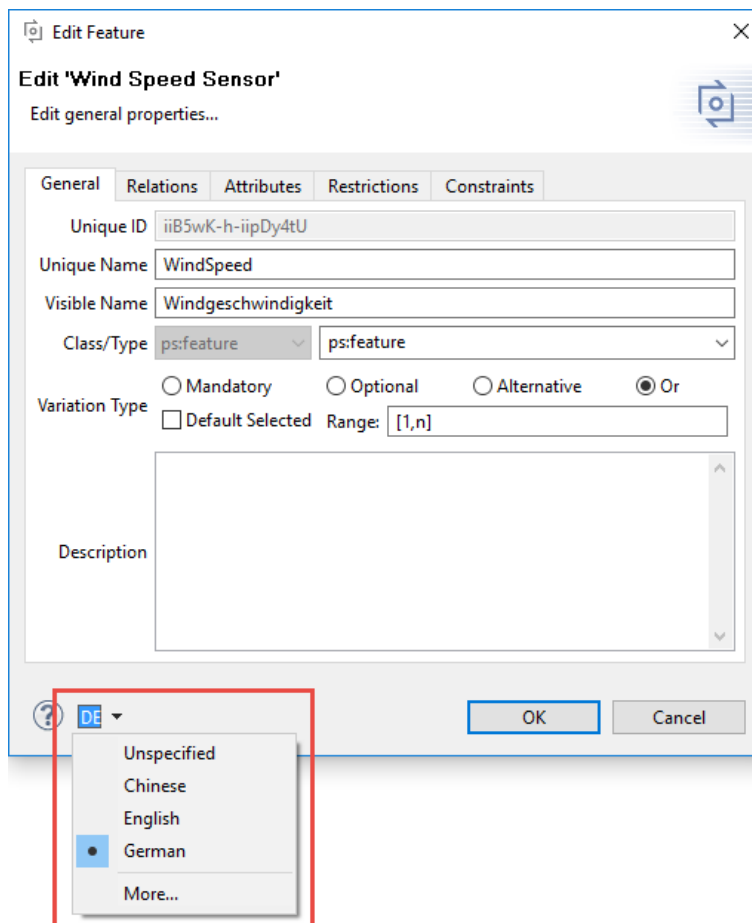 Edit Feature
Edit 'Wind Speed Sensor'
Edit general properties...
General Relations Attributes Restrictions Constraints
Unique ID iiB5wK-h-iipDy4tU
Unique Name WindSpeed
Visible Name Windgeschwindigkeit
Class/Type ps:feature ps:feature
Variation Type Mandatory Optional Alternative Or
Default Selected Range: [1,n]
Description
? DE OK Cancel
Unspecified
Chinese
English
German
More...